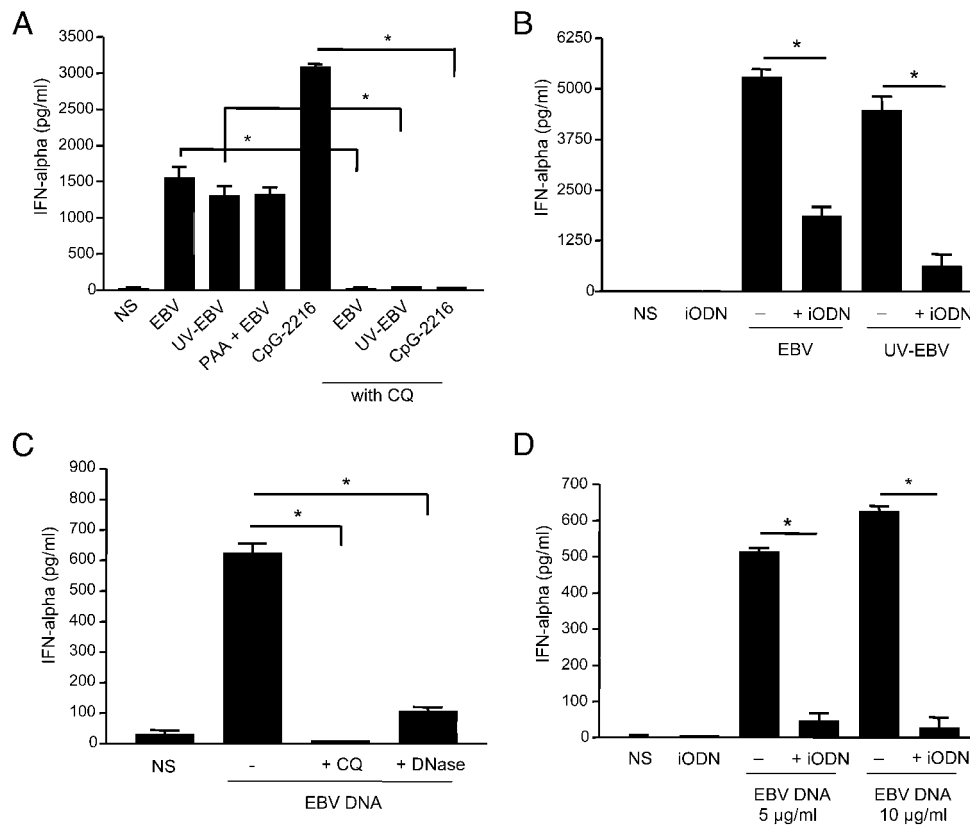 A
IFN-alpha (pg/ml)
3500
3000
2500
2000
1500
1000
500
0
*
*
*
NS
EBV
UV-EBV
PAA + EBV
CpG-2216
EBV
UV-EBV
CpG-2216
with CQ
B
IFN-alpha (pg/ml)
6250
5000
3750
2500
1250
0
*
*
NS iODN – + iODN – + iODN
EBV UV-EBV
C
IFN-alpha (pg/ml)
900
800
700
600
500
400
300
200
100
0
*
*
NS - + CQ + DNase
EBV DNA
D
IFN-alpha (pg/ml)
700
600
500
400
300
200
100
0
*
*
NS iODN – + iODN – + iODN
EBV DNA EBV DNA
5 µg/ml 10 µg/ml